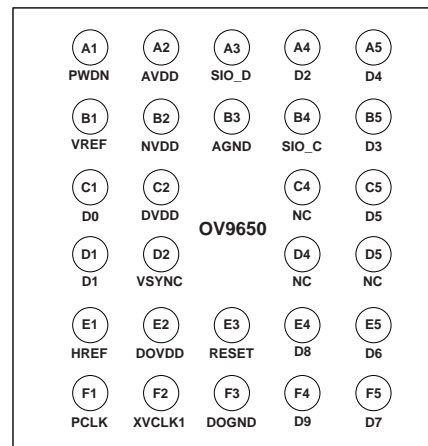 A1 A2 A3 A4 A5
PWDN AVDD SIO_D D2 D4
B1 B2 B3 B4 B5
VREF NVDD AGND SIO_C D3
C1 C2 C4 C5
D0 DVDD NC D5
OV9650
D1 D2 D4 D5
D1 VSYNC NC NC
E1 E2 E3 E4 E5
HREF DOVDD RESET D8 D6
F1 F2 F3 F4 F5
PCLK XVCLK1 DOGND D9 D7